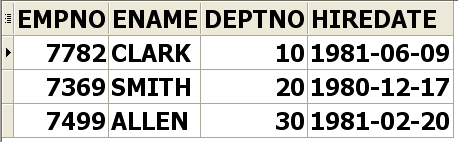 EMPNO ENAME DEPTNO HIREDATE
7782 CLARK 10 1981-06-09
7369 SMITH 20 1980-12-17
7499 ALLEN 30 1981-02-20